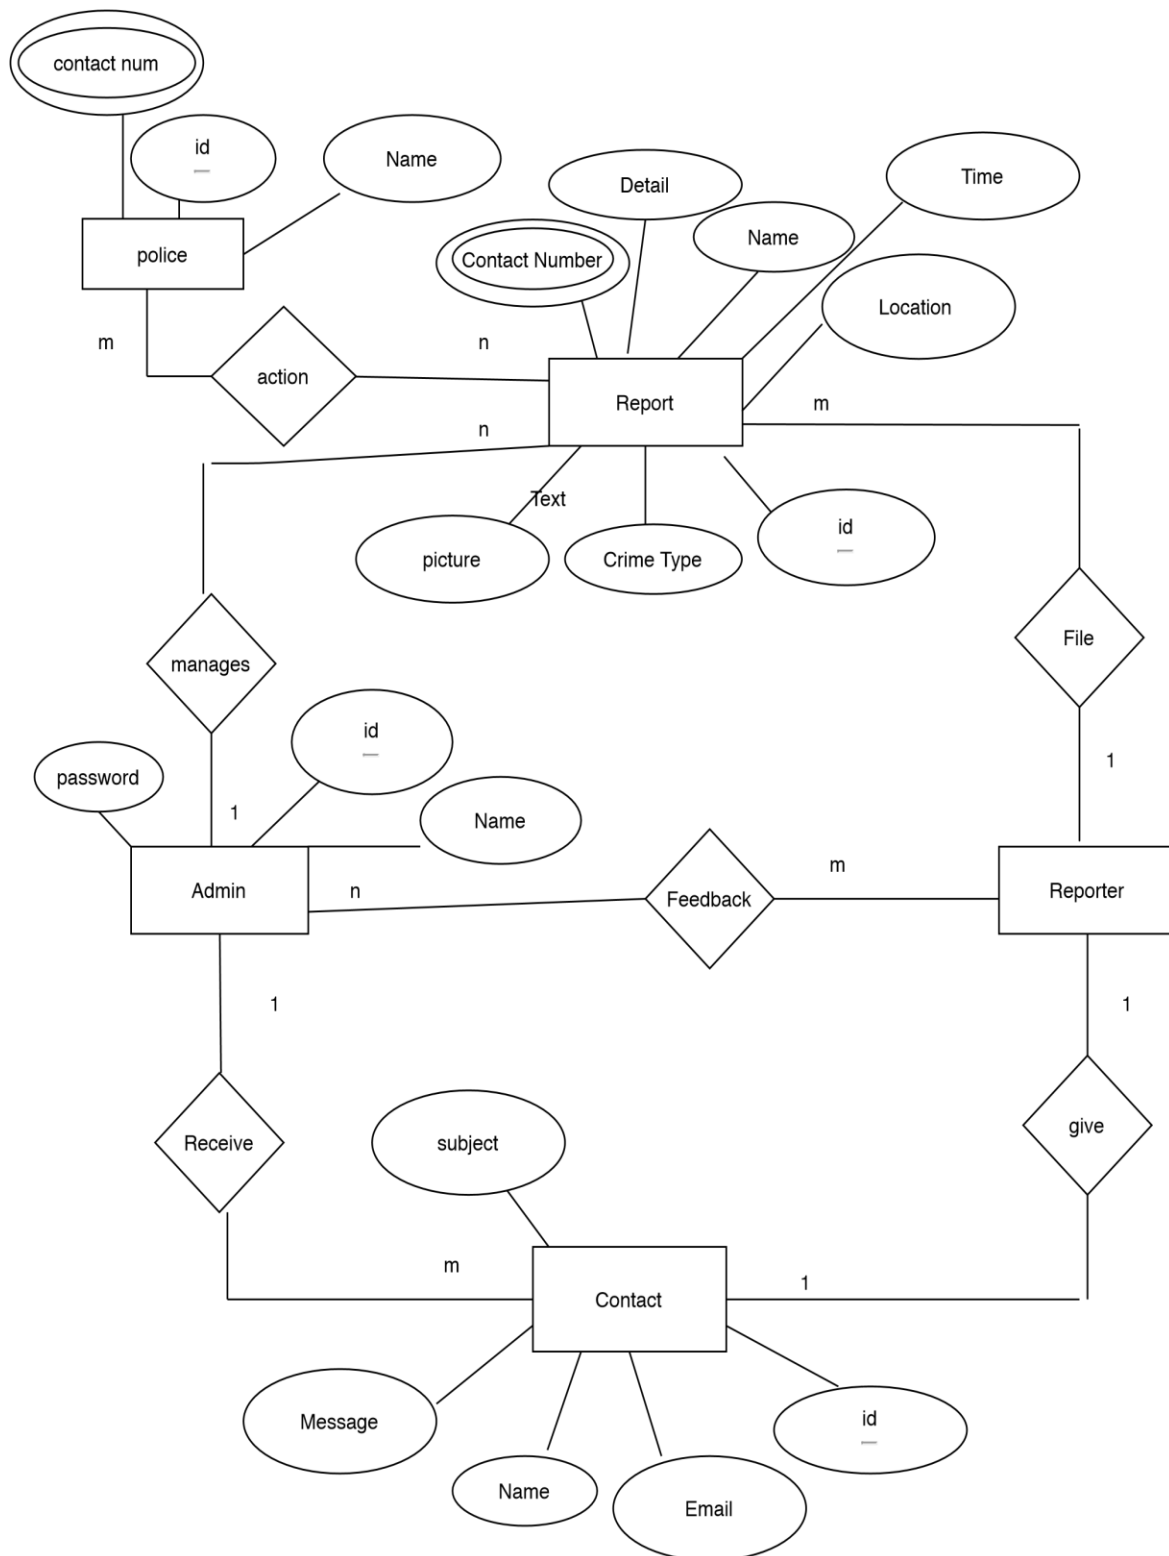 contact num
id
Name
police
Detail
Time
Name
Contact Number
Location
m
n
action
Report
m
n
Text
picture
Crime Type
id
manages
File
id
password
1
1
Name
Admin
n
Feedback
m
Reporter
1
1
Receive
subject
give
m
1
Contact
Message
id
Name
Email